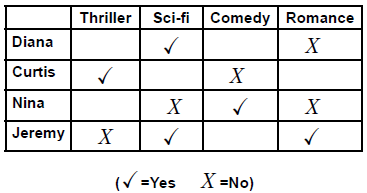 Thriller Sci-fi Comedy Romance
Diana ✓ X
Curtis ✓ X
Nina X ✓ X
Jeremy X ✓ ✓
(✓=Yes X=No)